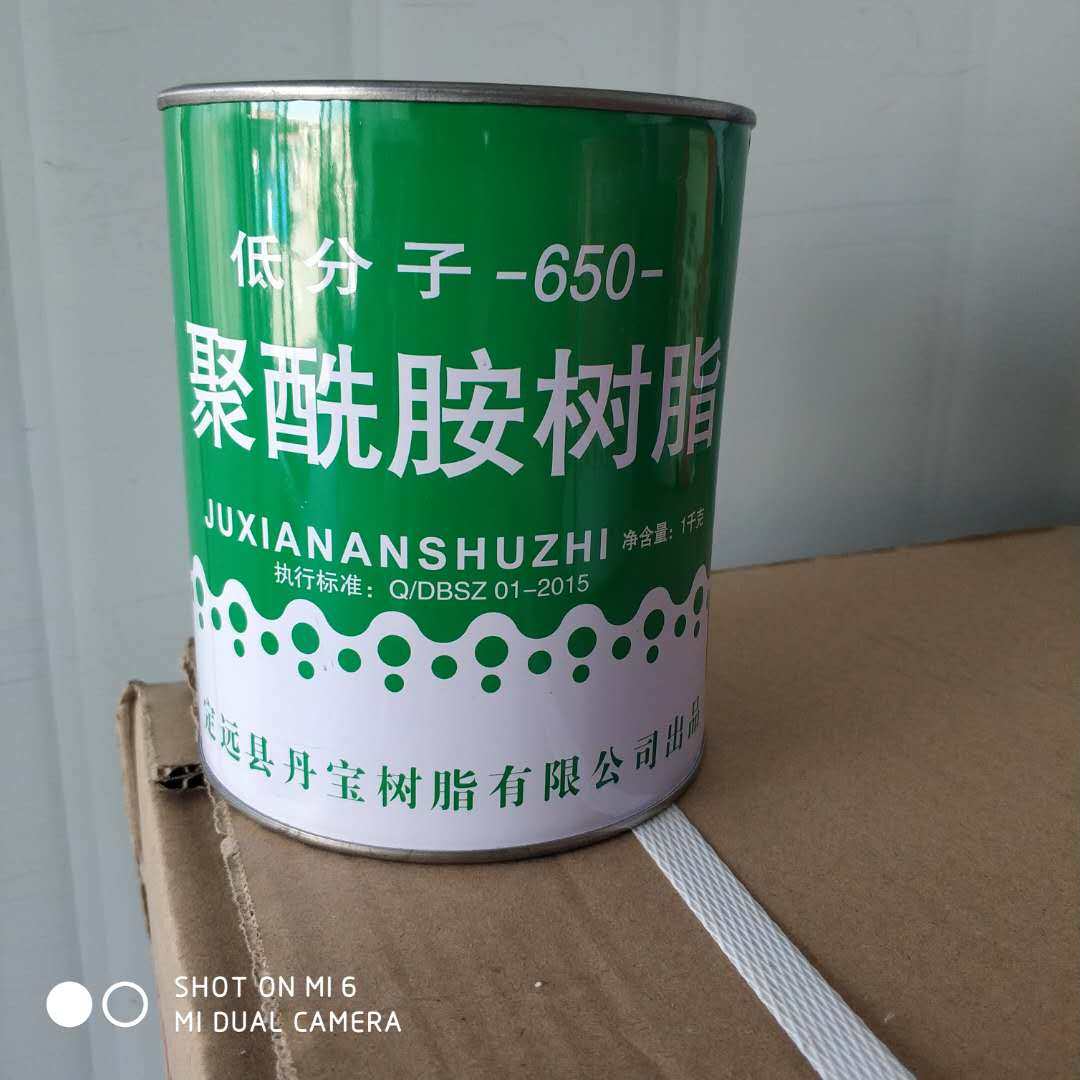 低分子-650-
聚酰胺树脂
JUXIANANSHUZHI
净含量：1千克
执行标准：Q/DBSZ 01-2015
定远县丹宝树脂有限公司出品
SHOT ON MI 6
MI DUAL CAMERA